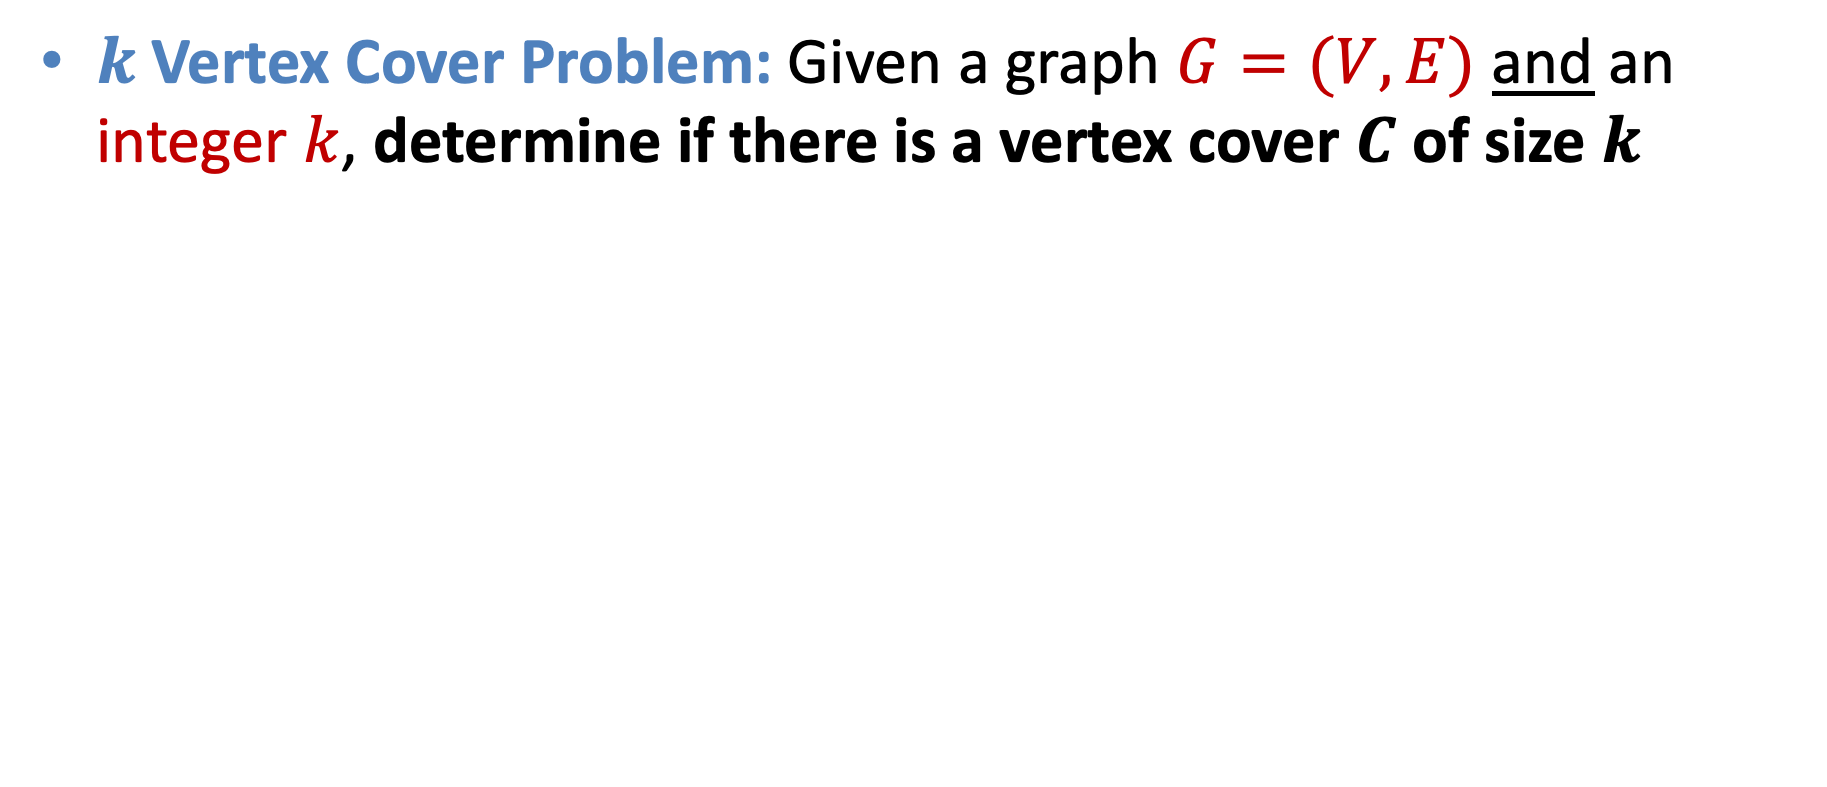 • k Vertex Cover Problem: Given a graph G = (V, E) and an
integer k, determine if there is a vertex cover C of size k